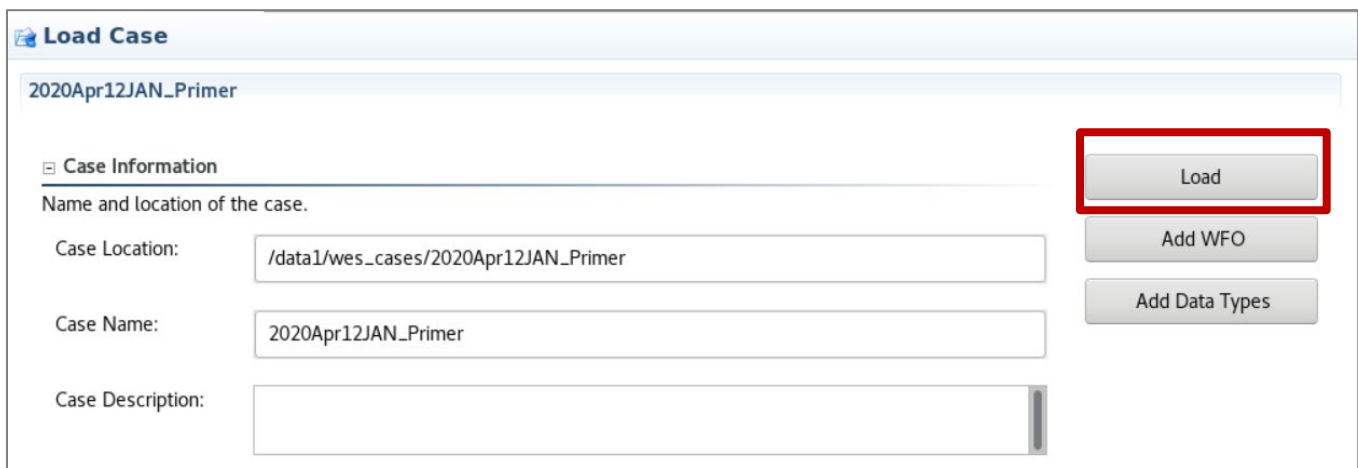 Load Case
2020Apr12JAN_Primer
Case Information
Name and location of the case.
Case Location:
/data1/wes_cases/2020Apr12JAN_Primer
Case Name:
2020Apr12JAN_Primer
Case Description:
Load
Add WFO
Add Data Types